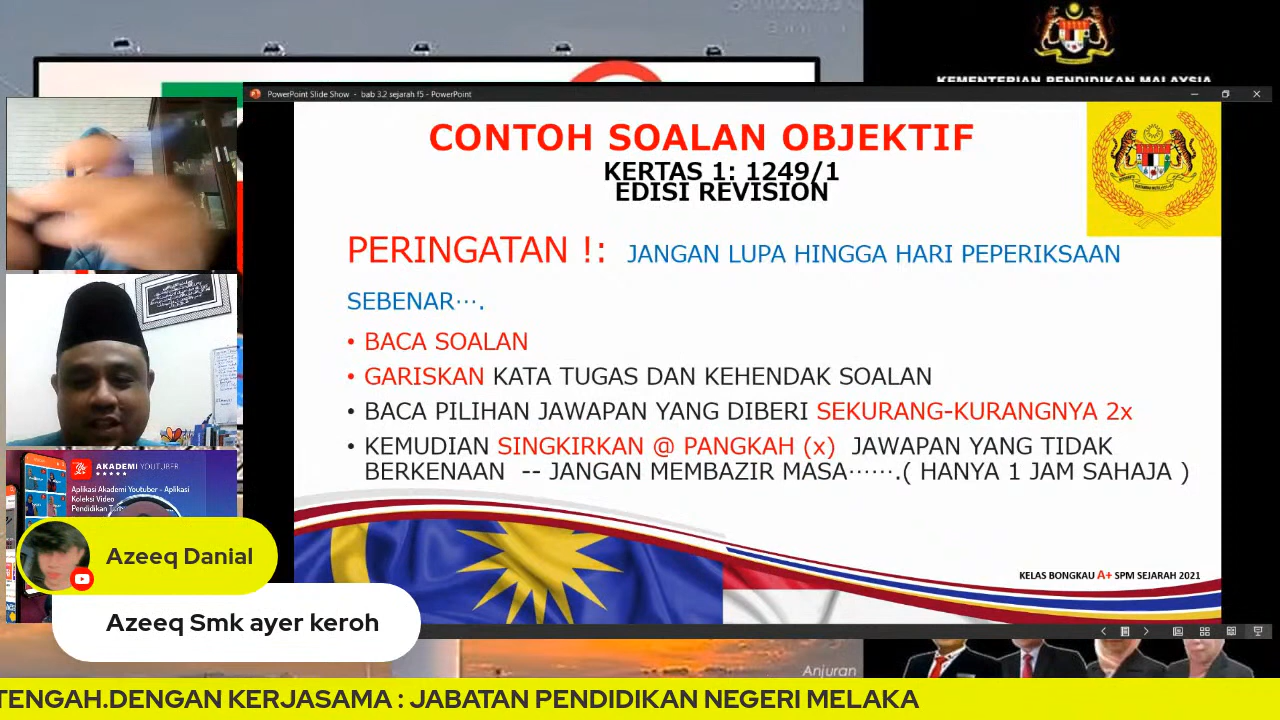 KEMENTERIAN PENDIDIKAN MALAYSIA
PowerPoint Slide Show - bab 3.2 sejarah f5 - PowerPoint
CONTOH SOALAN OBJEKTIF
KERTAS 1: 1249/1
EDISI REVISION
PERINGATAN !: JANGAN LUPA HINGGA HARI PEPERIKSAAN
SEBENAR….
• BACA SOALAN
• GARISKAN KATA TUGAS DAN KEHENDAK SOALAN
• BACA PILIHAN JAWAPAN YANG DIBERI SEKURANG-KURANGNYA 2x
• KEMUDIAN SINGKIRKAN @ PANGKAH (x) JAWAPAN YANG TIDAK
BERKENAAN -- JANGAN MEMBAZIR MASA…….( HANYA 1 JAM SAHAJA )
KELAS BONGKAU A+ SPM SEJARAH 2021
AKADEMI YOUTUBER
Aplikasi Akademi Youtuber - Aplikasi
Koleksi Video
Pendidikan
Azeeq Danial
Azeeq Smk ayer keroh
Anjuran
TENGAH.DENGAN KERJASAMA : JABATAN PENDIDIKAN NEGERI MELAKA